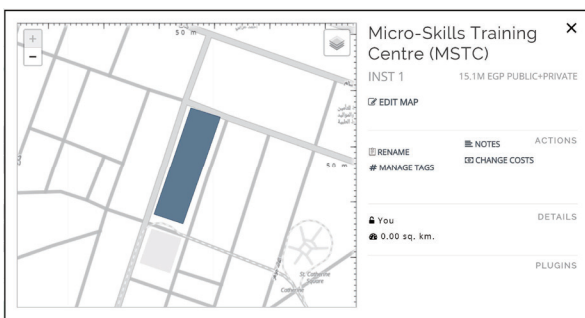 50 m
+
−
50 m
St. Catherine
Square
Catherine
Micro-Skills Training
Centre (MSTC)
×
INST 1
15.1M EGP PUBLIC+PRIVATE
EDIT MAP
ACTIONS
RENAME
NOTES
# MANAGE TAGS
CHANGE COSTS
DETAILS
You
0.00 sq. km.
PLUGINS